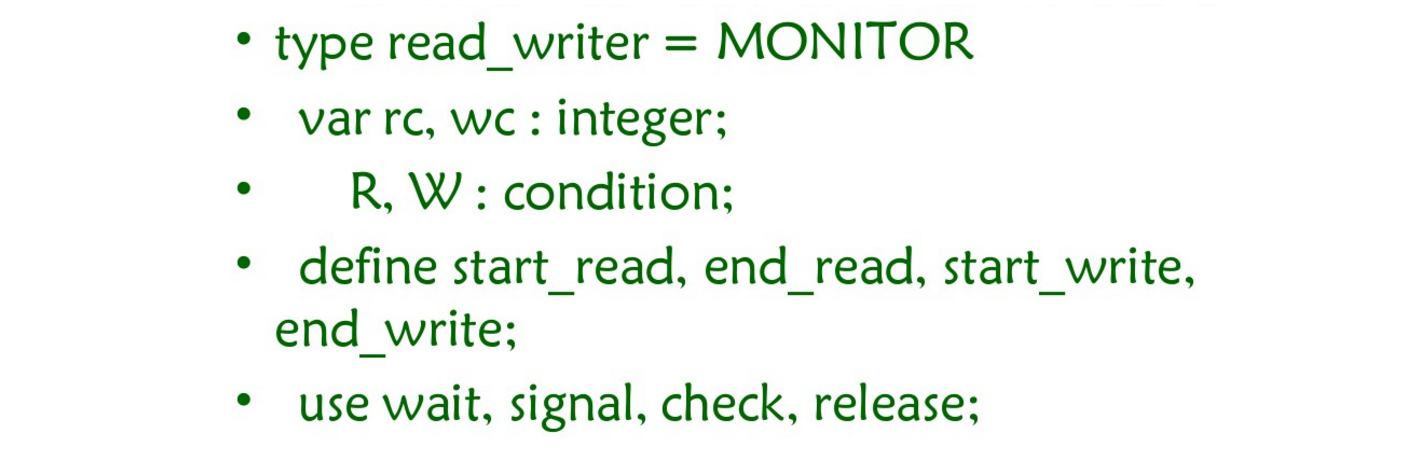 • type read_writer = MONITOR
• var rc, wc : integer;
• R, W : condition;
• define start_read, end_read, start_write,
end_write;
• use wait, signal, check, release;